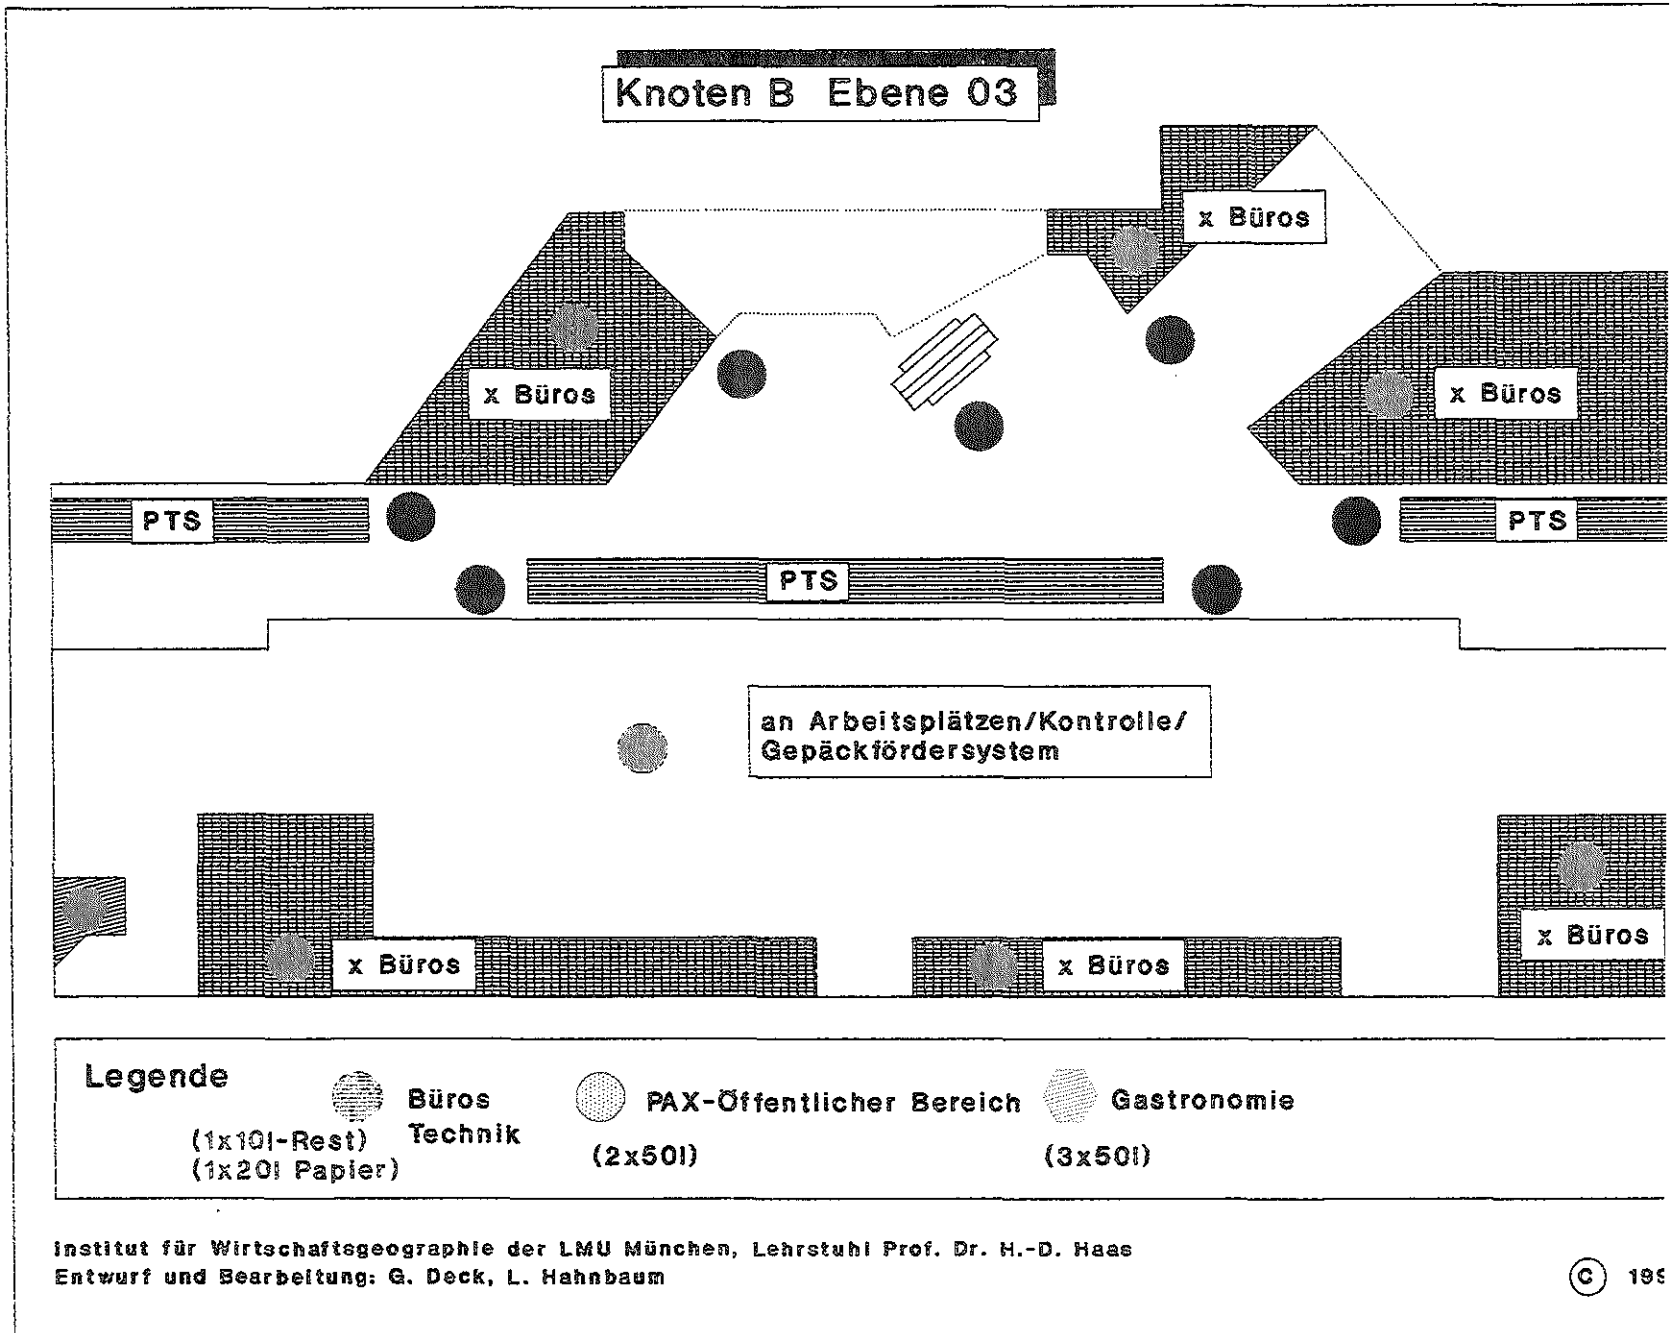 Knoten B Ebene 03
x Büros
x Büros
x Büros
PTS
PTS
PTS
an Arbeitsplätzen/Kontrolle/
Gepäckfördersystem
x Büros
x Büros
x Büros
Legende
Büros
Technik
(1x10l-Rest)
(1x20l Papier)
PAX-Öffentlicher Bereich
(2x50l)
Gastronomie
(3x50l)
Institut für Wirtschaftsgeographie der LMU München, Lehrstuhl Prof. Dr. H.-D. Haas
Entwurf und Bearbeitung: G. Deck, L. Hahnbaum
©